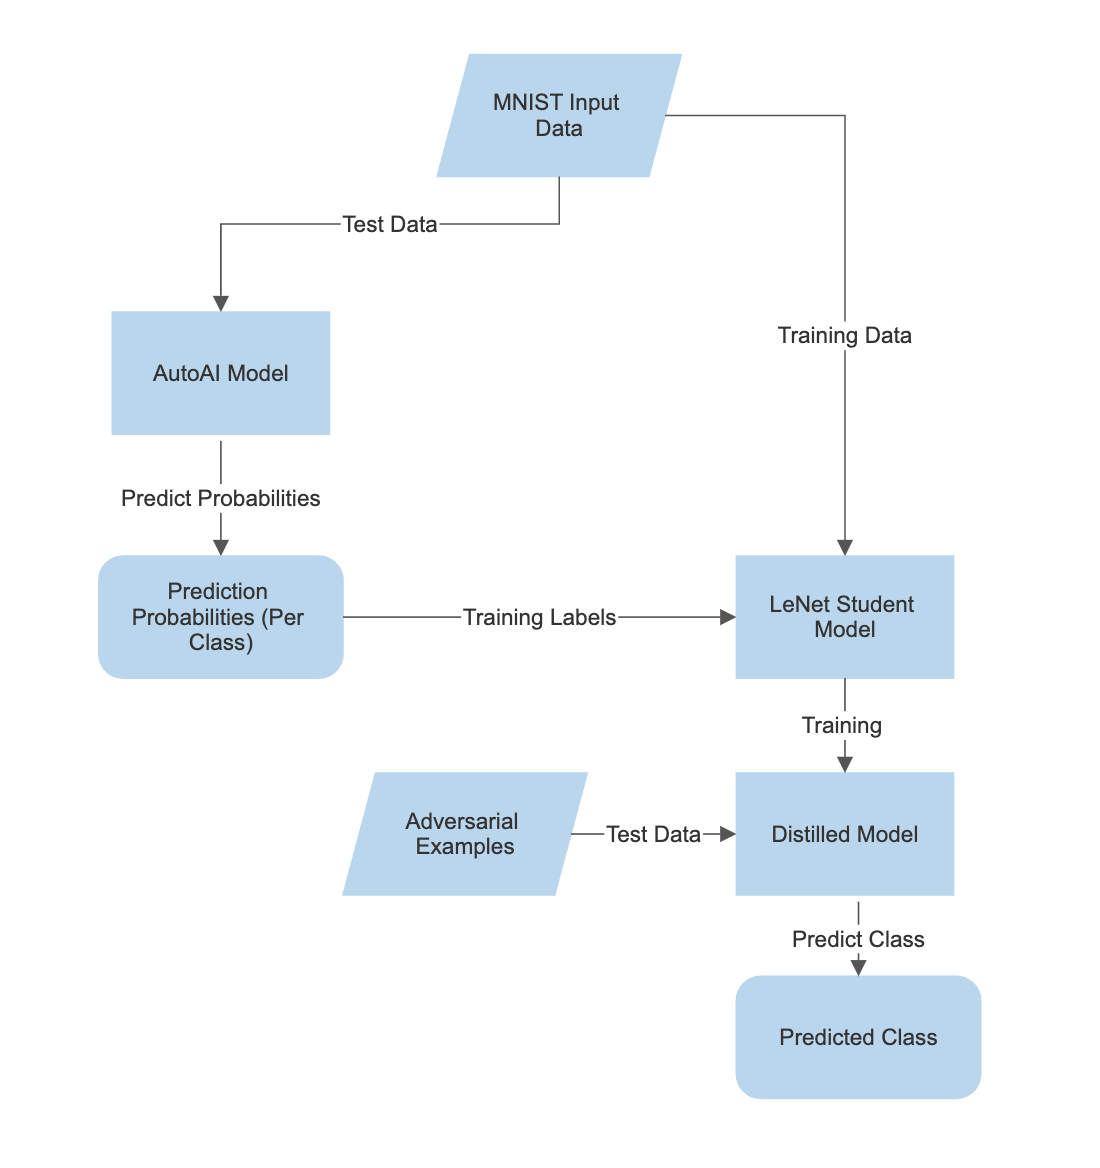 MNIST Input
Data
Test Data
Training Data
AutoAI Model
Predict Probabilities
Prediction
Probabilities (Per
Class)
Training Labels
LeNet Student
Model
Training
Adversarial
Examples
Test Data
Distilled Model
Predict Class
Predicted Class